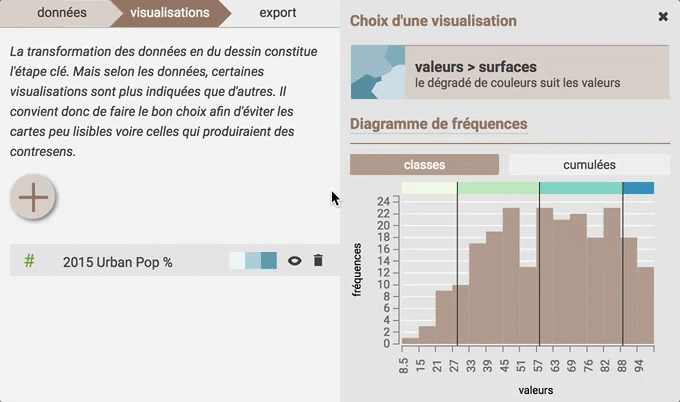 données
visualisations
export
La transformation des données en du dessin constitue
l'étape clé. Mais selon les données, certaines
visualisations sont plus indiquées que d'autres. Il
convient donc de faire le bon choix afin d'éviter les
cartes peu lisibles voire celles qui produiraient des
contresens.
# 2015 Urban Pop %
Choix d'une visualisation
valeurs > surfaces
le dégradé de couleurs suit les valeurs
Diagramme de fréquences
classes
cumulées
fréquences
24
22
20
18
16
14
12
10
8
6
4
2
0
8.5 15 21 27 33 39 45 51 57 63 69 76 82 88 94
valeurs